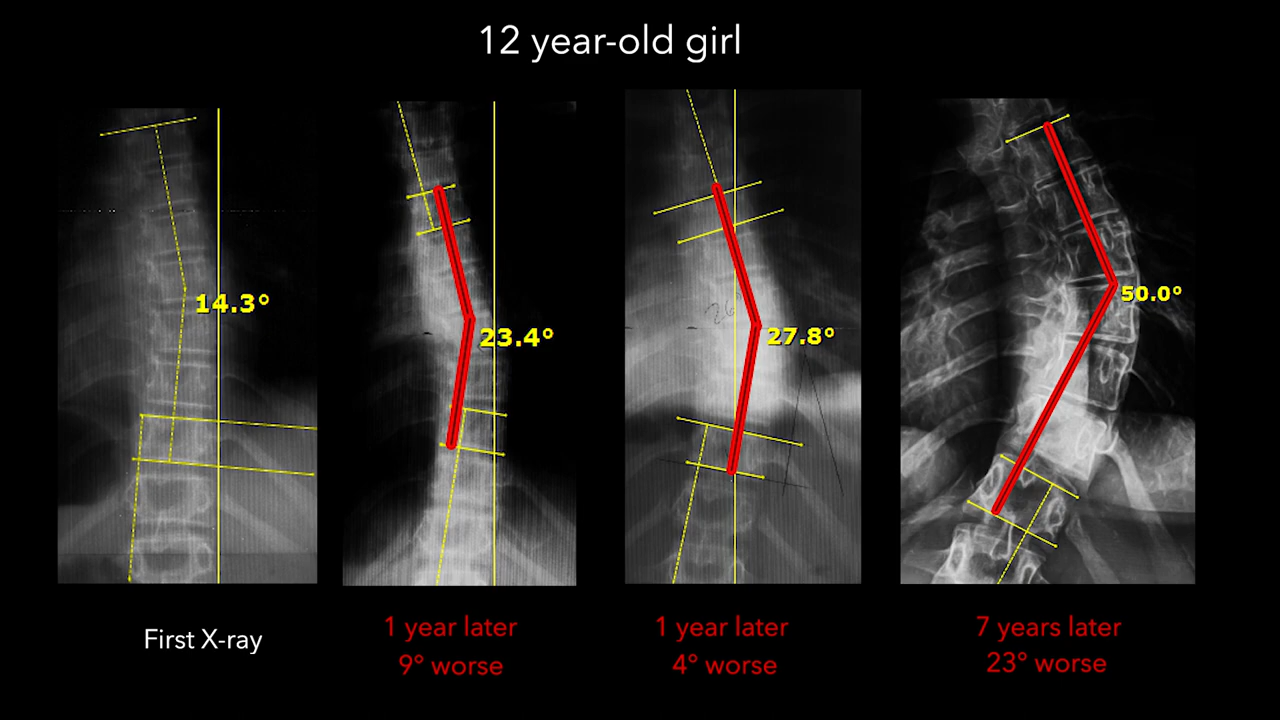 12 year-old girl
14.3°
23.4°
26
27.8°
50.0°
First X-ray
1 year later
9° worse
1 year later
4° worse
7 years later
23° worse